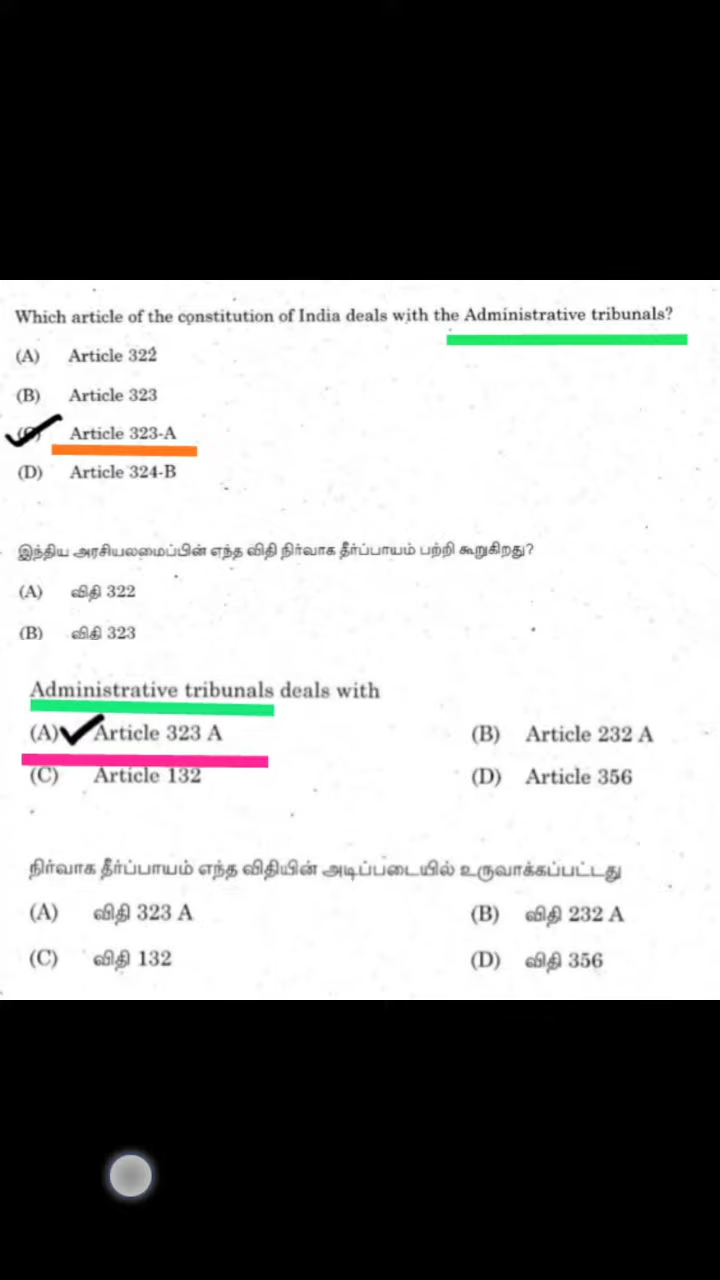 Which article of the constitution of India deals with the Administrative tribunals?
(A) Article 322
(B) Article 323
(C) Article 323-A
(D) Article 324-B
இந்திய அரசியலமைப்பின் எந்த விதி நிர்வாக தீர்ப்பாயம் பற்றி கூறுகிறது?
(A) விதி 322
(B) விதி 323
Administrative tribunals deals with
(A) Article 323 A (B) Article 232 A
(C) Article 132 (D) Article 356
நிர்வாக தீர்ப்பாயம் எந்த விதியின் அடிப்படையில் உருவாக்கப்பட்டது
(A) விதி 323 A (B) விதி 232 A
(C) விதி 132 (D) விதி 356